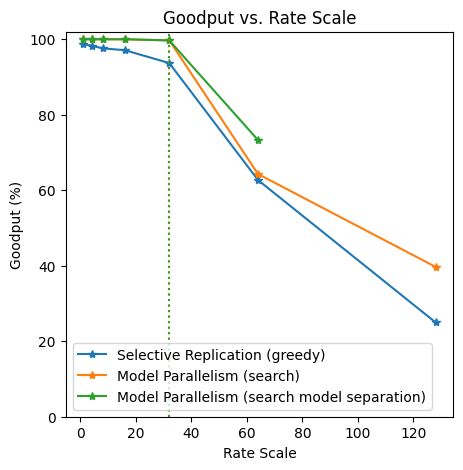 Goodput vs. Rate Scale
100
80
60
40
20
0
Goodput (%)
Selective Replication (greedy)
Model Parallelism (search)
Model Parallelism (search model separation)
0 20 40 60 80 100 120
Rate Scale